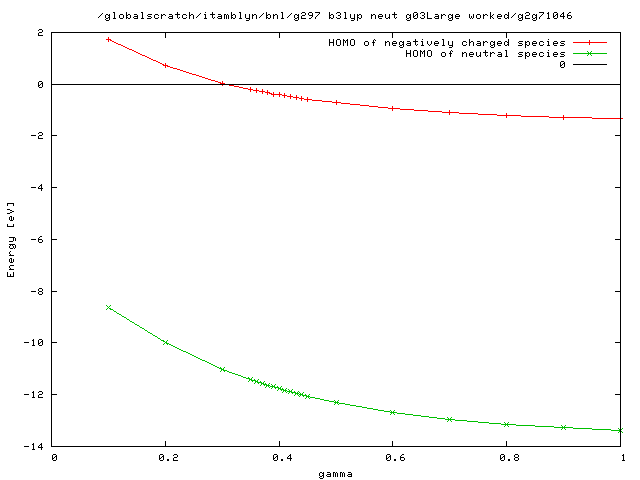 /globalscratch/itamblyn/bnl/g297 b3lyp neut g03Large worked/g2g71046
HOMO of negatively charged species
HOMO of neutral species
0
2
0
-2
-4
-6
-8
-10
-12
-14
Energy [eV]
0 0.2 0.4 0.6 0.8 1
gamma